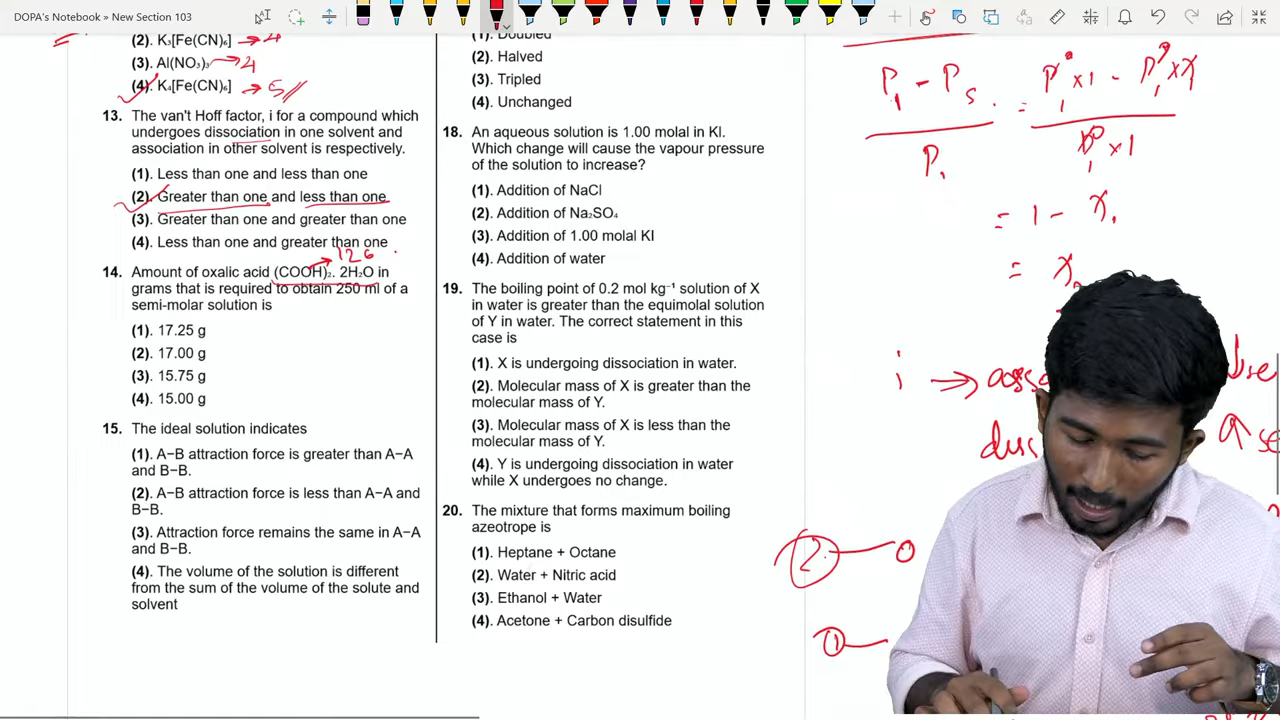 DOPA's Notebook » New Section 103
(2). K₃[Fe(CN)₆] → 4
(3). Al(NO₃)₃ → 4
(4). K₄[Fe(CN)₆] → 5//
13. The van't Hoff factor, i for a compound which
undergoes dissociation in one solvent and
association in other solvent is respectively.
(1). Less than one and less than one
(2). Greater than one and less than one
(3). Greater than one and greater than one
(4). Less than one and greater than one
126
14. Amount of oxalic acid (COOH)₂. 2H₂O in
grams that is required to obtain 250 ml of a
semi-molar solution is
(1). 17.25 g
(2). 17.00 g
(3). 15.75 g
(4). 15.00 g
15. The ideal solution indicates
(1). A−B attraction force is greater than A−A
and B−B.
(2). A−B attraction force is less than A−A and
B−B.
(3). Attraction force remains the same in A−A
and B−B.
(4). The volume of the solution is different
from the sum of the volume of the solute and
solvent
(1). Doubled
(2). Halved
(3). Tripled
(4). Unchanged
18. An aqueous solution is 1.00 molal in KI.
Which change will cause the vapour pressure
of the solution to increase?
(1). Addition of NaCl
(2). Addition of Na₂SO₄
(3). Addition of 1.00 molal KI
(4). Addition of water
19. The boiling point of 0.2 mol kg⁻¹ solution of X
in water is greater than the equimolal solution
of Y in water. The correct statement in this
case is
(1). X is undergoing dissociation in water.
(2). Molecular mass of X is greater than the
molecular mass of Y.
(3). Molecular mass of X is less than the
molecular mass of Y.
(4). Y is undergoing dissociation in water
while X undergoes no change.
20. The mixture that forms maximum boiling
azeotrope is
(1). Heptane + Octane
(2). Water + Nitric acid
(3). Ethanol + Water
(4). Acetone + Carbon disulfide
= 1 - X₁
i →
2
1